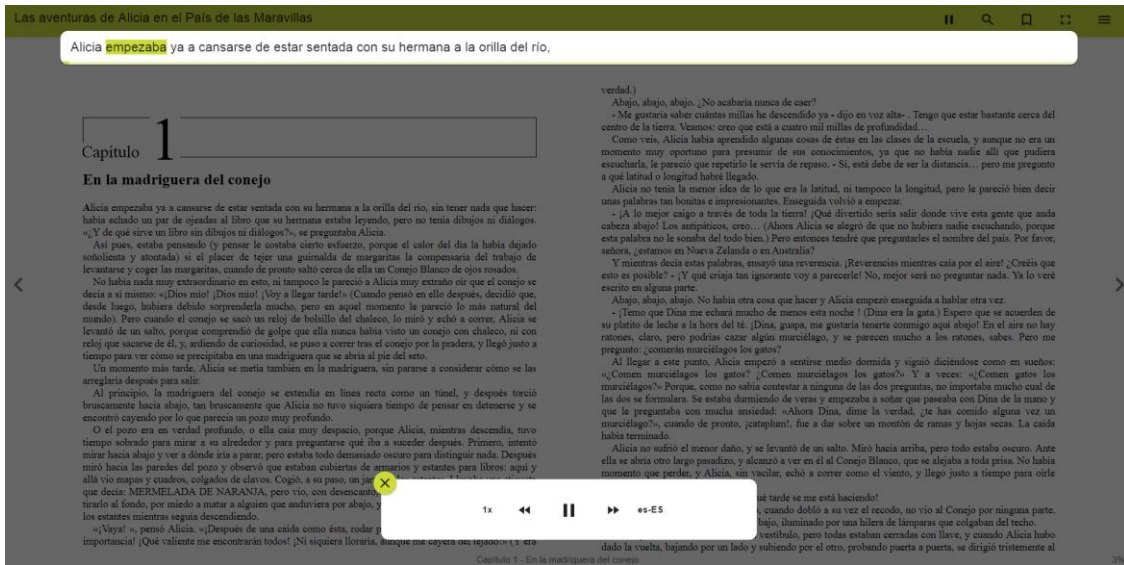 Las aventuras de Alicia en el País de las Maravillas
Alicia empezaba ya a cansarse de estar sentada con su hermana a la orilla del río,
Capítulo 1
En la madriguera del conejo
Alicia empezaba ya a cansarse de estar sentada con su hermana a la orilla del río, sin tener nada que hacer:
había echado un par de ojeadas al libro que su hermana estaba leyendo, pero no tenía dibujos ni diálogos.
«¿Y de qué sirve un libro sin dibujos ni diálogos?», se preguntaba Alicia.
Así pues, estaba pensando (y pensar le costaba cierto esfuerzo, porque el calor del día la había dejado
soñolienta y atontada) si el placer de tejer una guirnalda de margaritas la compensaría del trabajo de
levantarse y coger las margaritas, cuando de pronto saltó cerca de ella un Conejo Blanco de ojos rosados.
No había nada muy extraordinario en esto, ni tampoco le pareció a Alicia muy extraño oír que el conejo se
decía a sí mismo: «¡Dios mío! ¡Dios mío! ¡Voy a llegar tarde!» (Cuando pensó en ello después, decidió que,
desde luego, hubiera debido sorprenderla mucho, pero en aquel momento le pareció lo más natural del
mundo). Pero cuando el conejo se sacó un reloj de bolsillo del chaleco, lo miró y echó a correr, Alicia se
levantó de un salto, porque comprendió de golpe que ella nunca había visto un conejo con chaleco, ni con
reloj que sacarse de él, y, ardiendo de curiosidad, se puso a correr tras el conejo por la pradera, y llegó justo a
tiempo para ver cómo se precipitaba en una madriguera que se abría al pie del seto.
Un momento más tarde, Alicia se metía también en la madriguera, sin pararse a considerar cómo se las
arreglaría después para salir.
Al principio, la madriguera del conejo se extendía en línea recta como un túnel, y después torció
bruscamente hacia abajo, tan bruscamente que Alicia no tuvo siquiera tiempo de pensar en detenerse y se
encontró cayendo por lo que parecía un pozo muy profundo.
O el pozo era en verdad profundo, o ella caía muy despacio, porque Alicia, mientras descendía, tuvo
tiempo sobrado para mirar a su alrededor y para preguntarse qué iba a suceder después. Primero, intentó
mirar hacia abajo y ver a dónde iría a parar, pero estaba todo demasiado oscuro para distinguir nada. Después
miró hacia las paredes del pozo y observó que estaban cubiertas de armarios y estantes para libros: aquí y
allá vio mapas y cuadros, colgados de clavos. Cogió, a su paso, un
que decía: MERMELADA DE NARANJA, pero vio, con desencanto,
tirarlo al fondo, por miedo a matar a alguien que anduviera por abajo, y
los estantes mientras seguía descendiendo.
«¡Vaya! », pensó Alicia. «¡Después de una caída como ésta, rodar
importancia! ¡Qué valiente me encontrarán todos! ¡Ni siquiera lloraría, aunque me cayera del tejado!» (Y era
verdad.)
Abajo, abajo, abajo. ¿No acabaría nunca de caer?
- Me gustaría saber cuántas millas he descendido ya - dijo en voz alta- . Tengo que estar bastante cerca del
centro de la tierra. Veamos: creo que está a cuatro mil millas de profundidad…
Como veis, Alicia había aprendido algunas cosas de éstas en las clases de la escuela, y aunque no era un
momento muy oportuno para presumir de sus conocimientos, ya que no había nadie allí que pudiera
escucharla, le pareció que repetirlo le servía de repaso. - Sí, está debe de ser la distancia… pero me pregunto
a qué latitud o longitud habré llegado.
Alicia no tenía la menor idea de lo que era la latitud, ni tampoco la longitud, pero le pareció bien decir
unas palabras tan bonitas e impresionantes. Enseguida volvió a empezar.
- ¡A lo mejor caigo a través de toda la tierra! ¡Qué divertido sería salir donde vive esta gente que anda
cabeza abajo! Los antipáticos, creo… (Ahora Alicia se alegró de que no hubiera nadie escuchando, porque
esta palabra no le sonaba del todo bien.) Pero entonces tendré que preguntarles el nombre del país. Por favor,
señora, ¿estamos en Nueva Zelanda o en Australia?
Y mientras decía estas palabras, ensayó una reverencia. ¡Reverencias mientras caía por el aire! ¿Creéis que
esto es posible? - ¡Y qué criaja tan ignorante voy a parecerle! No, mejor será no preguntar nada. Ya lo veré
escrito en alguna parte.
Abajo, abajo, abajo. No había otra cosa que hacer y Alicia empezó enseguida a hablar otra vez.
- ¡Temo que Dina me echará mucho de menos esta noche ! (Dina era la gata.) Espero que se acuerden de
su platito de leche a la hora del té. ¡Dina, guapa, me gustaría tenerte conmigo aquí abajo! En el aire no hay
ratones, claro, pero podrías cazar algún murciélago, y se parecen mucho a los ratones, sabes. Pero me
pregunto: ¿comerán murciélagos los gatos?
Al llegar a este punto, Alicia empezó a sentirse medio dormida y siguió diciéndose como en sueños:
«¿Comen murciélagos los gatos? ¿Comen murciélagos los gatos?» Y a veces: «¿Comen gatos los
murciélagos?» Porque, como no sabía contestar a ninguna de las dos preguntas, no importaba mucho cual de
las dos se formulara. Se estaba durmiendo de veras y empezaba a soñar que paseaba con Dina de la mano y
que le preguntaba con mucha ansiedad: «Ahora Dina, dime la verdad, ¿te has comido alguna vez un
murciélago?», cuando de pronto, ¡cataplum!, fue a dar sobre un montón de ramas y hojas secas. La caída
había terminado.
Alicia no sufrió el menor daño, y se levantó de un salto. Miró hacia arriba, pero todo estaba oscuro. Ante
ella se abría otro largo pasadizo, y alcanzó a ver en él al Conejo Blanco, que se alejaba a toda prisa. No había
momento que perder, y Alicia, sin vacilar, echó a correr como el viento, y llego justo a tiempo para oírle
tarde se me está haciendo!
cuando dobló a su vez el recodo, no vio al Conejo por ninguna parte.
bajo, iluminado por una hilera de lámparas que colgaban del techo.
vestíbulo, pero todas estaban cerradas con llave, y cuando Alicia hubo
dado la vuelta, bajando por un lado y subiendo por el otro, probando puerta a puerta, se dirigió tristemente al
1x es-ES
Capítulo 1 - En la madriguera del conejo
3%